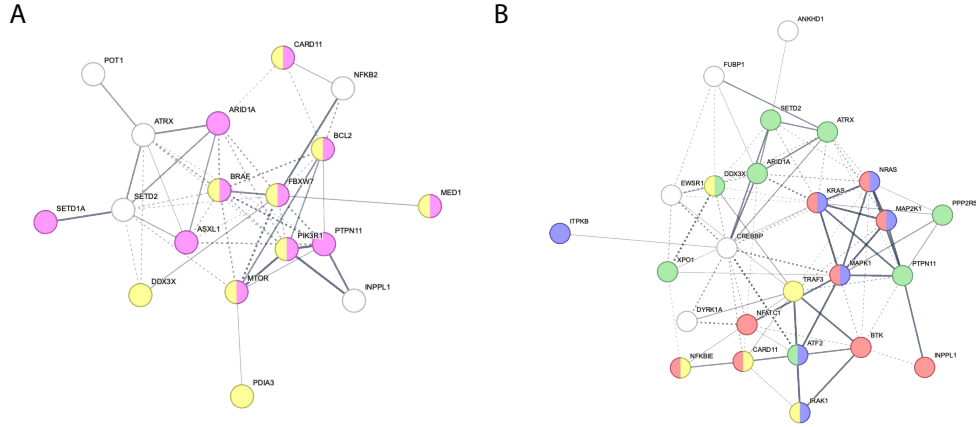 A
B
CARD11
ANKHD1
POT1
NFKB2
FUBP1
ARID1A
SETD2
ATRX
ATRX
BCL2
ARID1A
BRAF
FBXW7
EWSR1
DDX3X
KRAS
NRAS
MED1
SETD2
SETD1A
MAP2K1
PPP2R5
ITPKB
CREBBP
ASXL1
PIK3R1
PTPN11
XPO1
MAPK1
PTPN11
DDX3X
MTOR
INPPL1
TRAF3
DYRK1A
NFATC1
BTK
NFKBIE
CARD11
ATF2
INPPL1
PDIA3
IRAK1